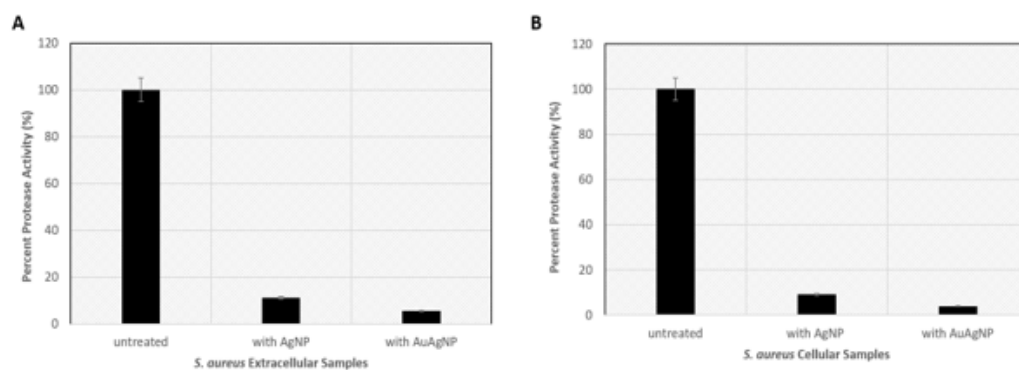 A
120
100
80
60
40
20
0
Percent Protease Activity (%)
untreated
with AgNP
with AuAgNP
S. aureus Extracellular Samples
B
120
100
80
60
40
20
0
Percent Protease Activity (%)
untreated
with AgNP
with AuAgNP
S. aureus Cellular Samples